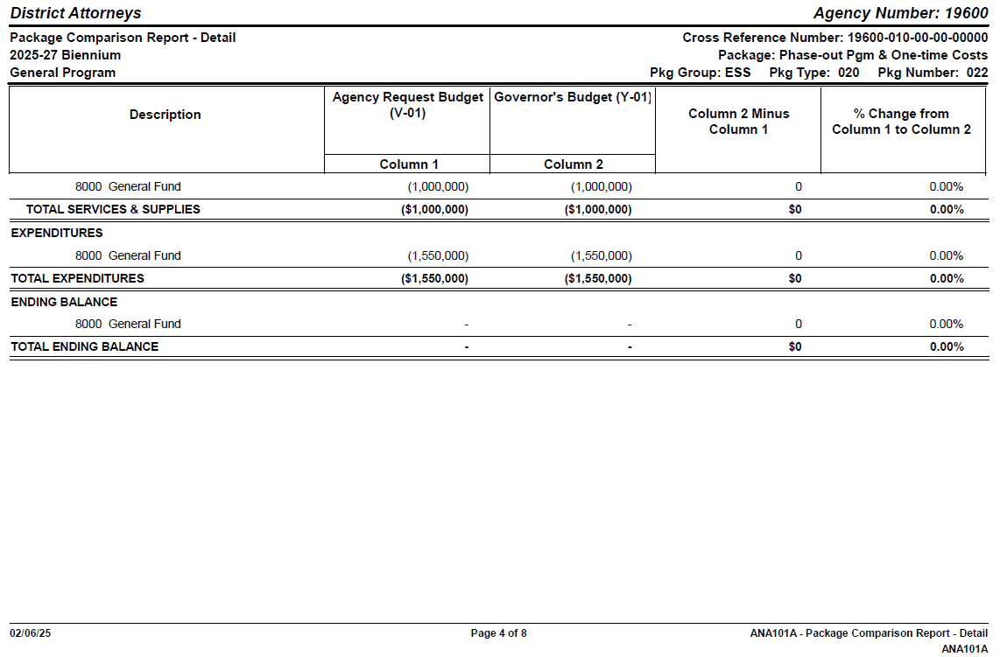 District Attorneys Agency Number: 19600
Package Comparison Report - Detail Cross Reference Number: 19600-010-00-00-00000
2025-27 Biennium Package: Phase-out Pgm & One-time Costs
General Program Pkg Group: ESS Pkg Type: 020 Pkg Number: 022
Description
Agency Request Budget
(V-01)
Column 1
Governor's Budget (Y-01)
Column 2
Column 2 Minus
Column 1
% Change from
Column 1 to Column 2
8000 General Fund (1,000,000) (1,000,000) 0 0.00%
TOTAL SERVICES & SUPPLIES ($1,000,000) ($1,000,000) $0 0.00%
EXPENDITURES
8000 General Fund (1,550,000) (1,550,000) 0 0.00%
TOTAL EXPENDITURES ($1,550,000) ($1,550,000) $0 0.00%
ENDING BALANCE
8000 General Fund - - 0 0.00%
TOTAL ENDING BALANCE - - $0 0.00%
02/06/25 Page 4 of 8 ANA101A - Package Comparison Report - Detail
ANA101A